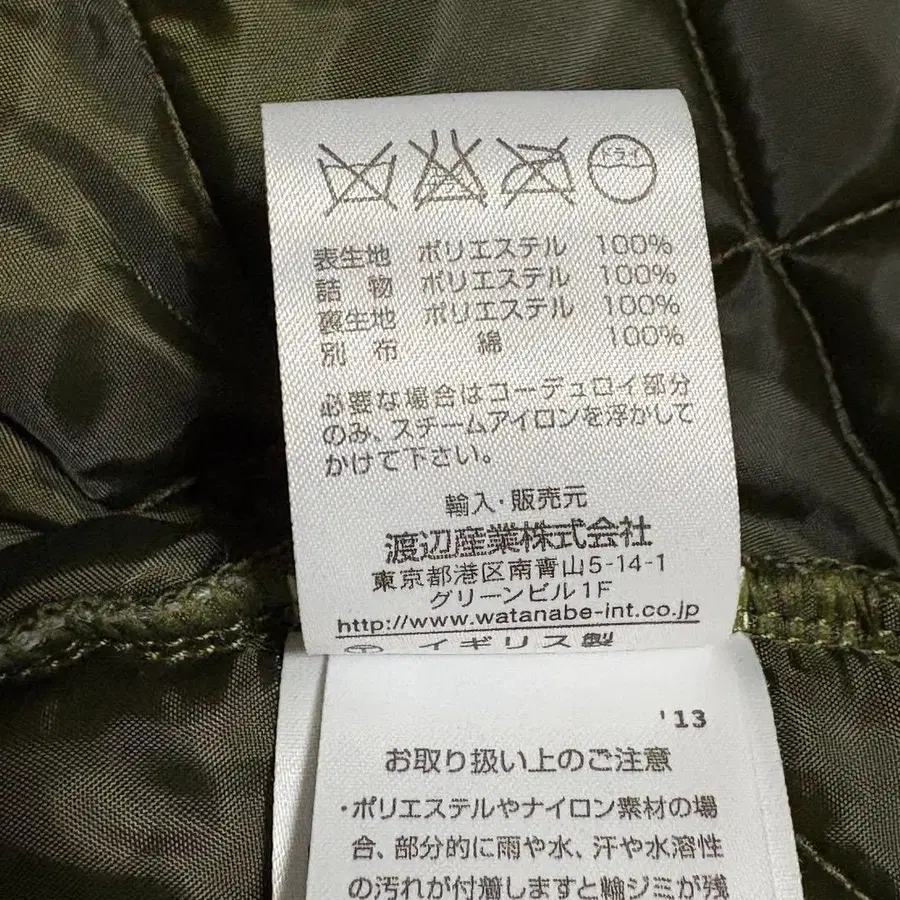 ドライ
表生地 ポリエステル 100%
詰 物 ポリエステル 100%
裏生地 ポリエステル 100%
別 布 綿 100%
必要な場合はコーデュロイ部分
のみ、スチームアイロンを浮かして
かけて下さい。
輸入・販売元
渡辺産業株式会社
東京都港区南青山5-14-1
グリーンビル1F
http://www.watanabe-int.co.jp
イギリス製
'13
お取り扱い上のご注意
・ポリエステルやナイロン素材の場
合、部分的に雨や水、汗や水溶性
の汚れが付着しますと輪ジミが残